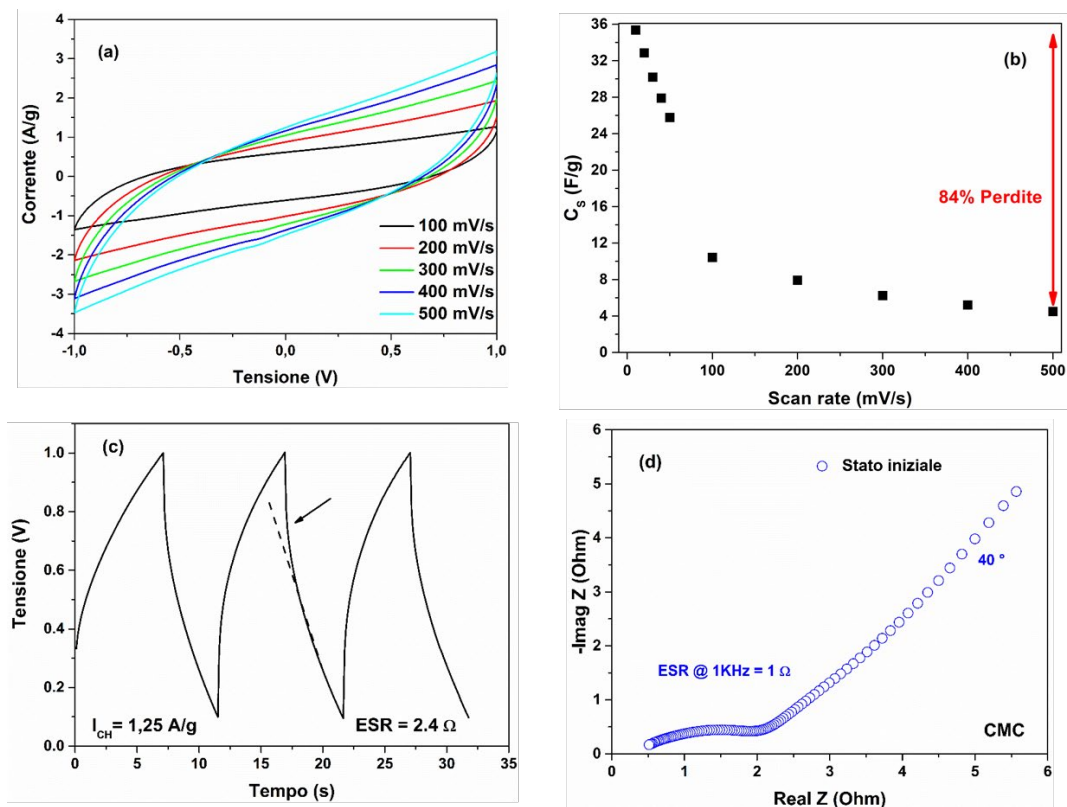 (a)
4
3
2
1
0
-1
-2
-3
-4
Corrente (A/g)
100 mV/s
200 mV/s
300 mV/s
400 mV/s
500 mV/s
-1,0 -0,5 0,0 0,5 1,0
Tensione (V)
(b)
36
32
28
24
20
16
12
8
4
0
C_S (F/g)
84% Perdite
0 100 200 300 400 500
Scan rate (mV/s)
(c)
1.0
0.8
0.6
0.4
0.2
0.0
Tensione (V)
I_CH= 1,25 A/g ESR = 2.4 Ω
0 5 10 15 20 25 30 35
Tempo (s)
(d)
Stato iniziale
6
5
4
3
2
1
0
-Imag Z (Ohm)
40 °
ESR @ 1KHz = 1 Ω
CMC
0 1 2 3 4 5 6
Real Z (Ohm)